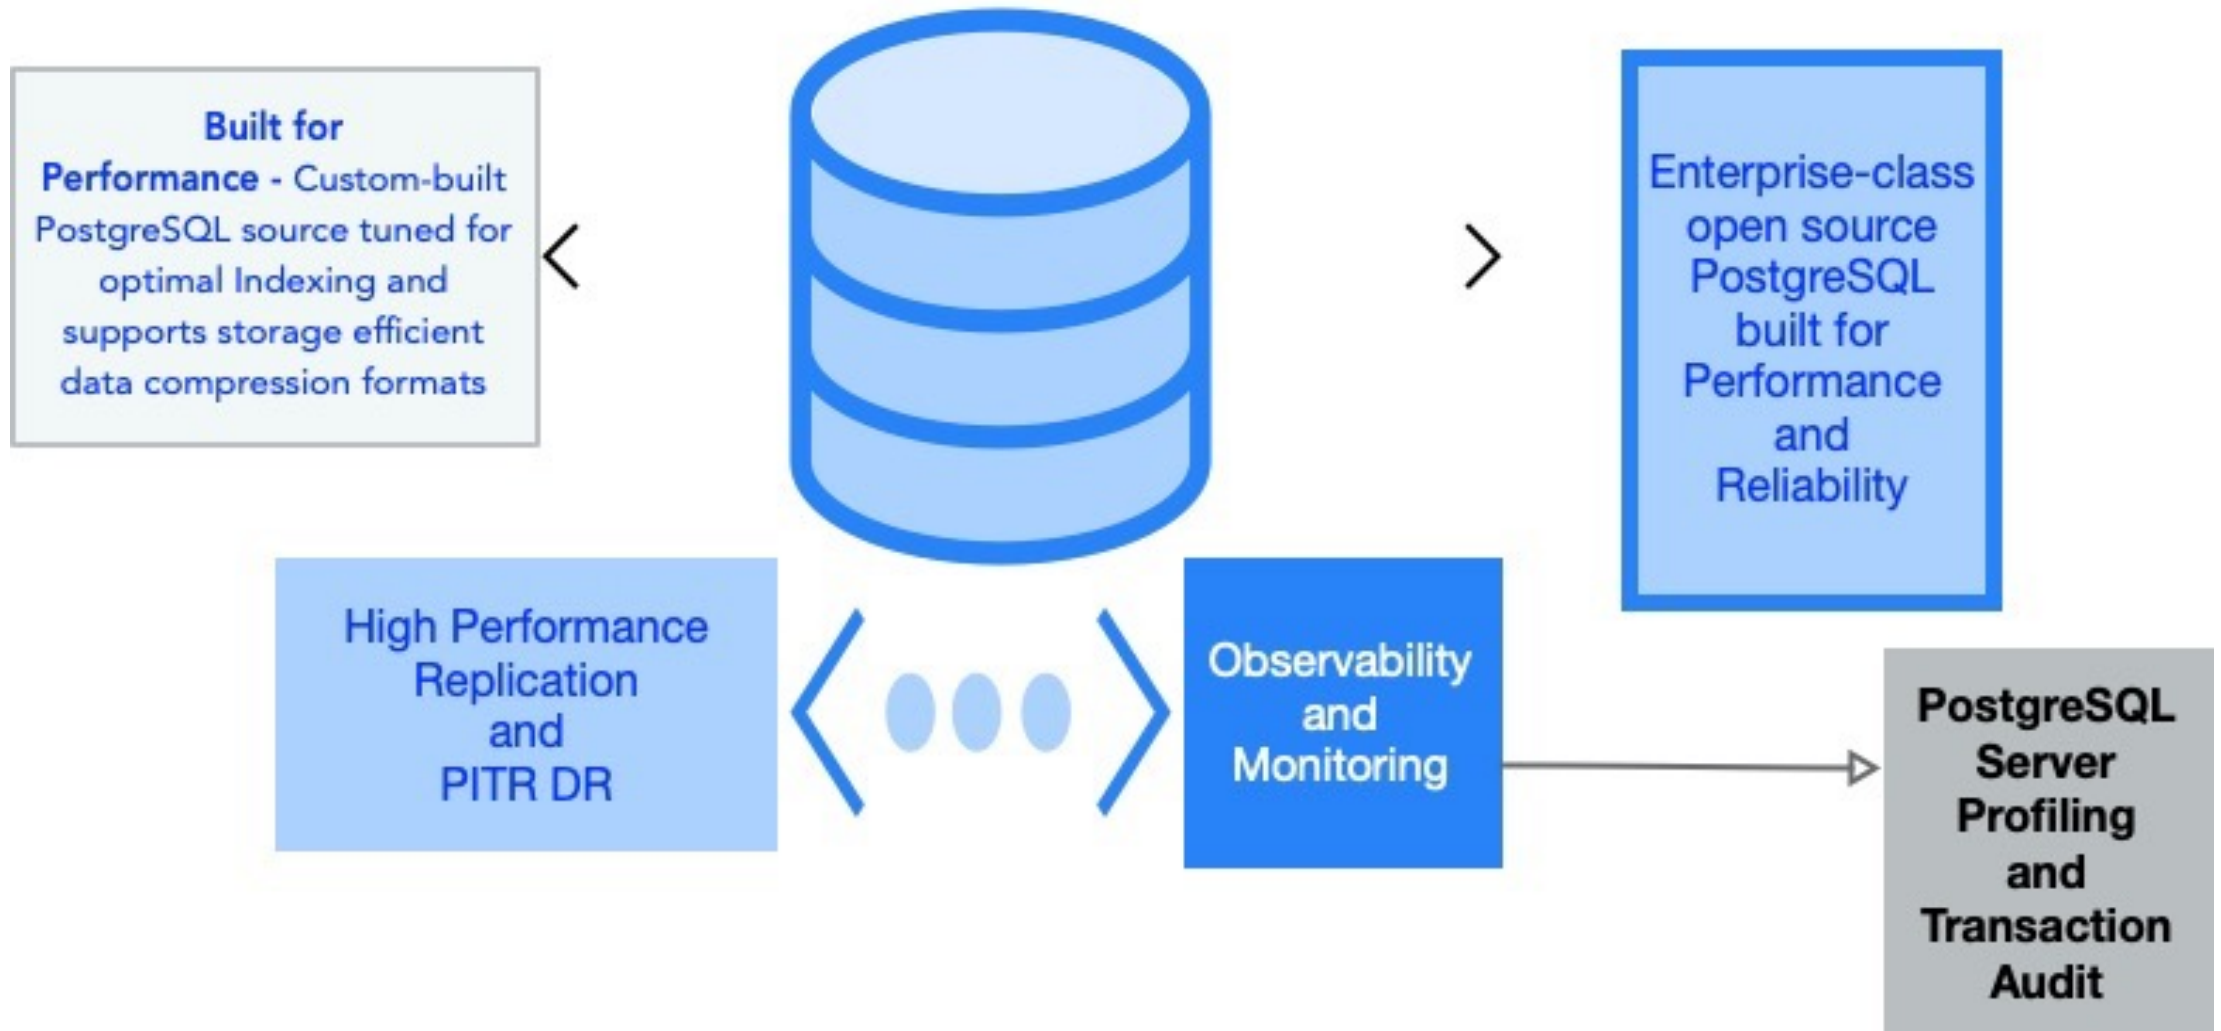 Built for
Performance - Custom-built
PostgreSQL source tuned for
optimal Indexing and
supports storage efficient
data compression formats
Enterprise-class
open source
PostgreSQL
built for
Performance
and
Reliability
High Performance
Replication
and
PITR DR
Observability
and
Monitoring
PostgreSQL
Server
Profiling
and
Transaction
Audit